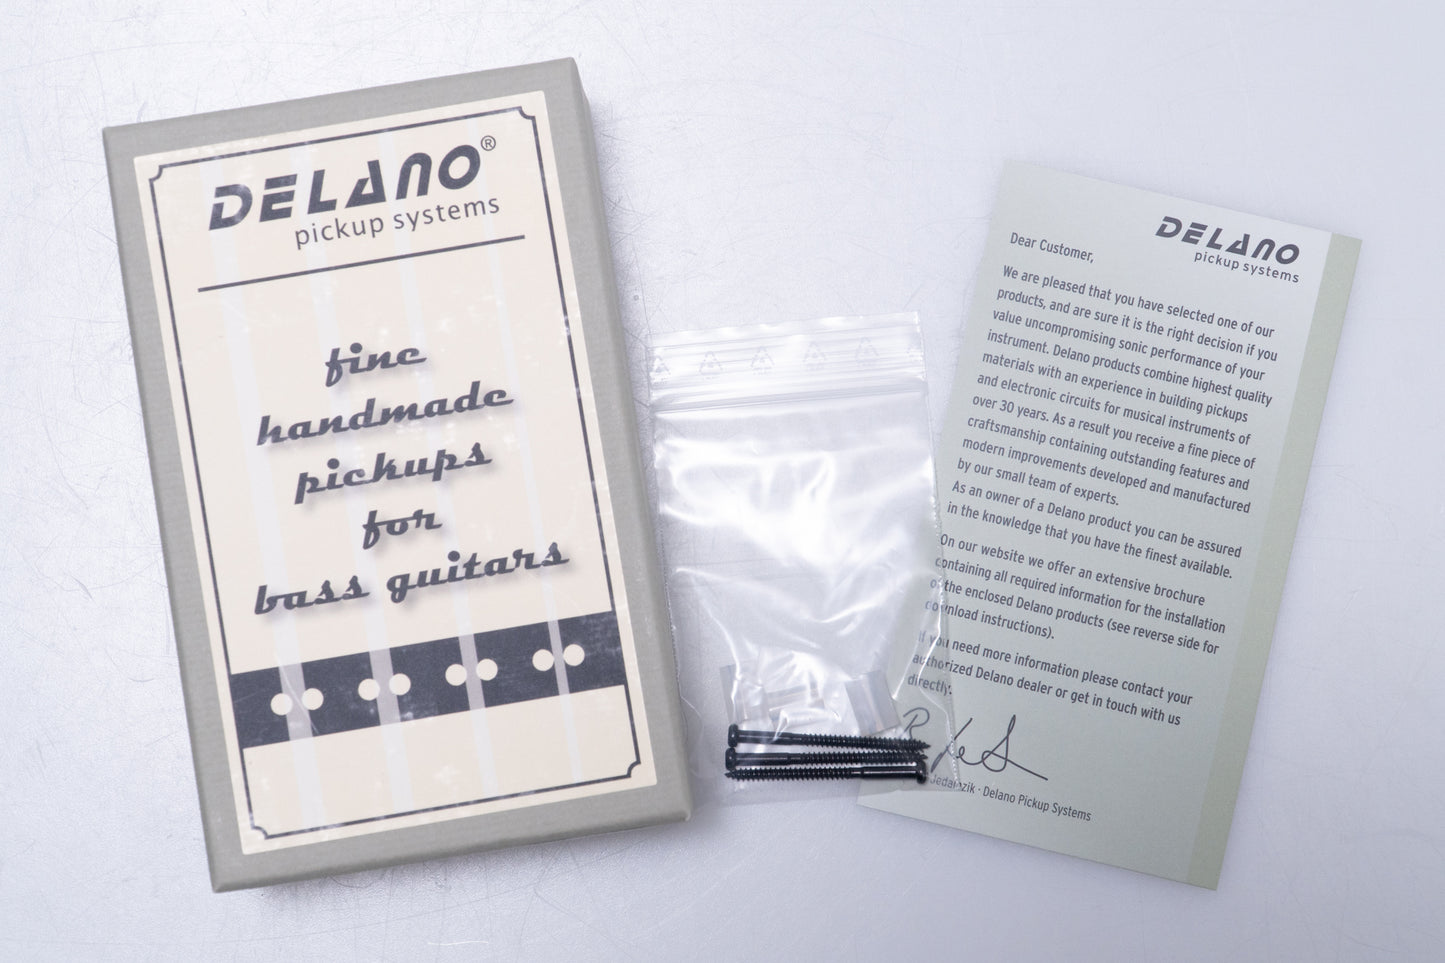 DELANO®
pickup systems
fine
handmade
pickups
for
bass guitars
DELANO
pickup systems
Dear Customer,
We are pleased that you have selected one of our
products, and are sure it is the right decision if you
value uncompromising sonic performance of your
instrument. Delano products combine highest quality
materials with an experience in building pickups
and electronic circuits for musical instruments of
over 30 years. As a result you receive a fine piece of
craftsmanship containing outstanding features and
modern improvements developed and manufactured
by our small team of experts.
As an owner of a Delano product you can be assured
in the knowledge that you have the finest available.
On our website we offer an extensive brochure
containing all required information for the installation
of the enclosed Delano products (see reverse side for
download instructions).
If you need more information please contact your
authorized Delano dealer or get in touch with us
directly.
· Delano Pickup Systems